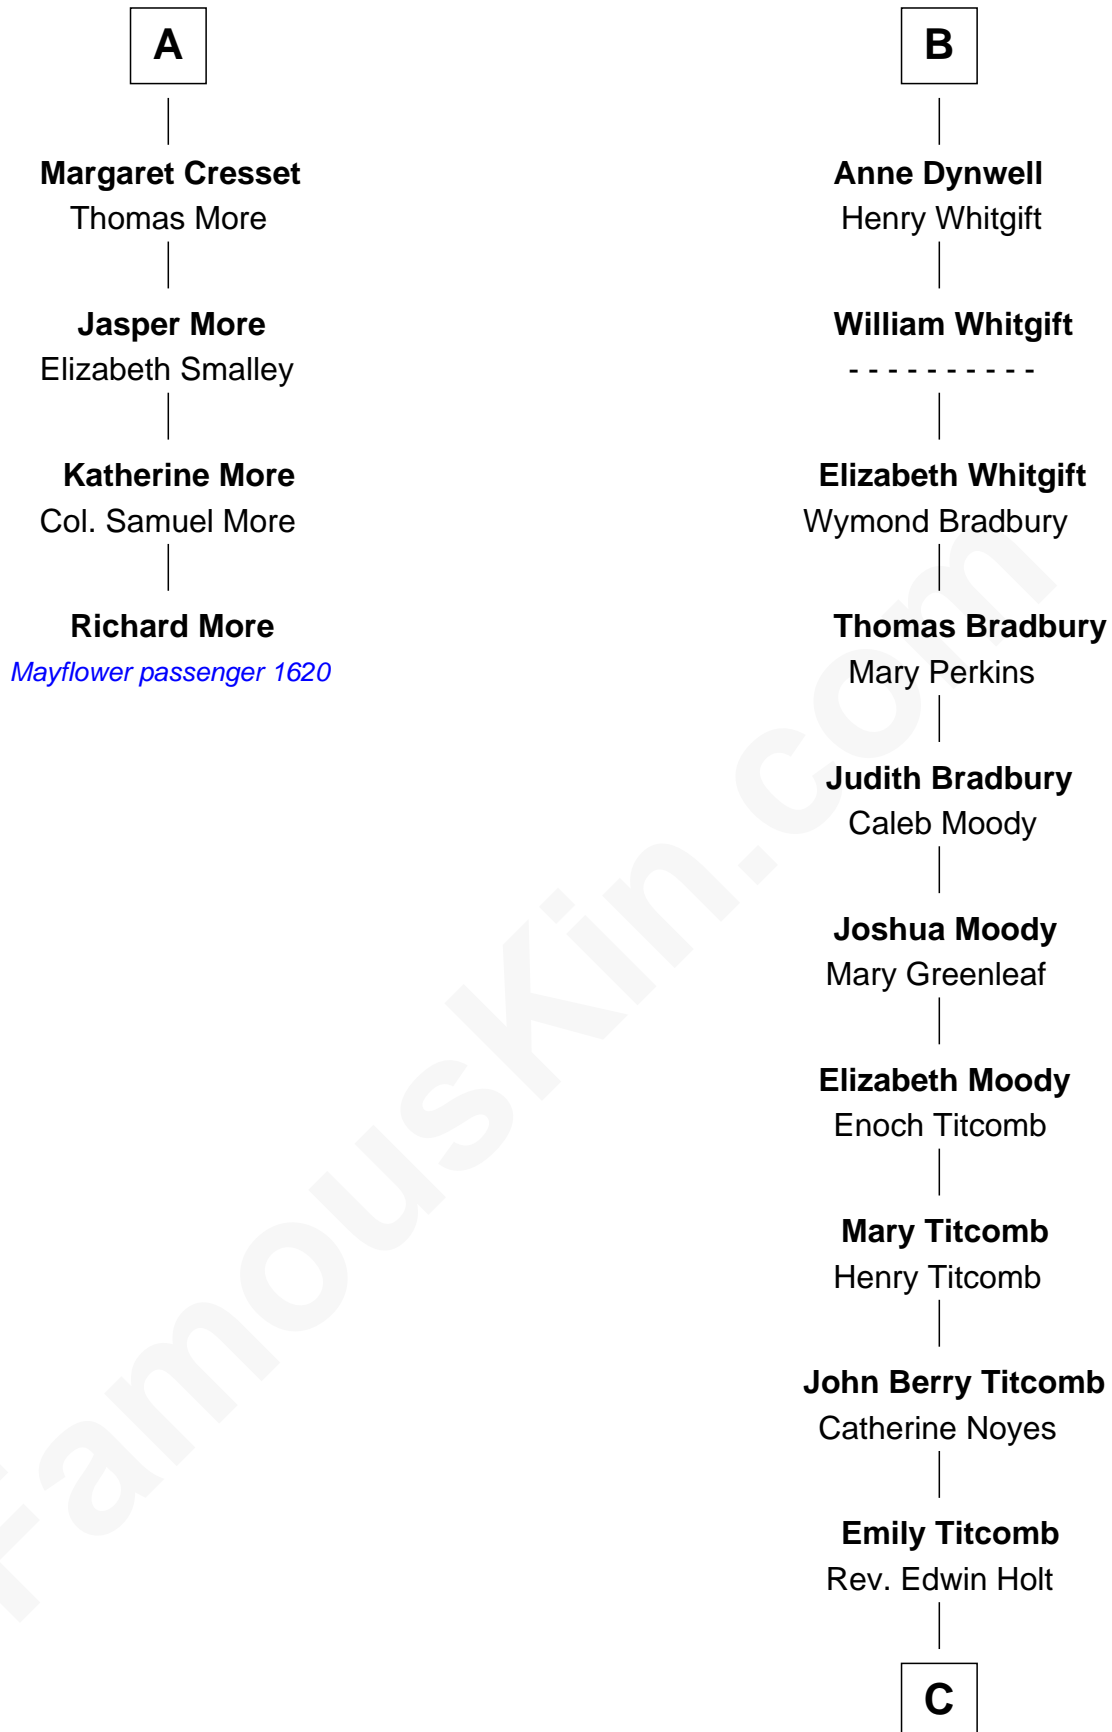 A
Margaret Cresset
Thomas More
Jasper More
Elizabeth Smalley
Katherine More
Col. Samuel More
Richard More
Mayflower passenger 1620
B
Anne Dynwell
Henry Whitgift
William Whitgift
- - - - - - - - - -
Elizabeth Whitgift
Wymond Bradbury
Thomas Bradbury
Mary Perkins
Judith Bradbury
Caleb Moody
Joshua Moody
Mary Greenleaf
Elizabeth Moody
Enoch Titcomb
Mary Titcomb
Henry Titcomb
John Berry Titcomb
Catherine Noyes
Emily Titcomb
Rev. Edwin Holt
C
FamousKin.com